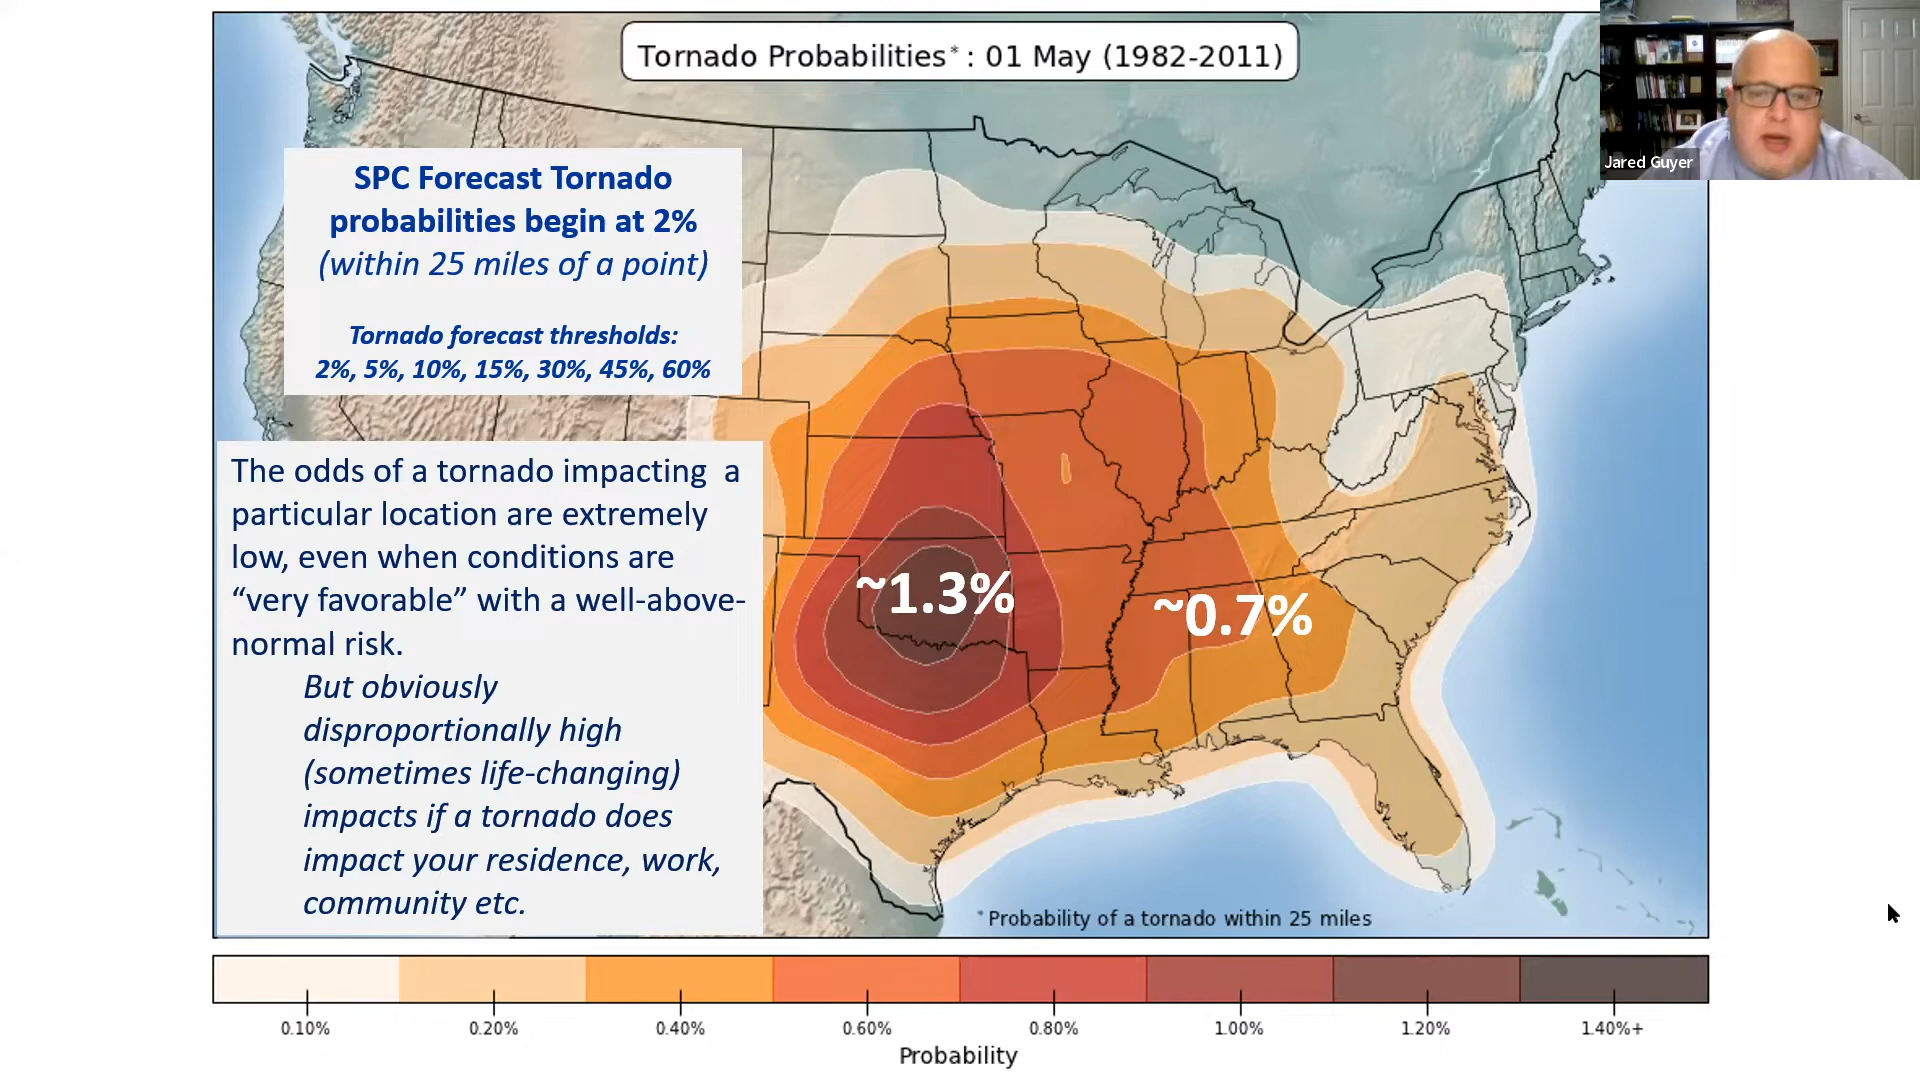 Tornado Probabilities* : 01 May (1982-2011)
Jared Guyer
SPC Forecast Tornado
probabilities begin at 2%
(within 25 miles of a point)
Tornado forecast thresholds:
2%, 5%, 10%, 15%, 30%, 45%, 60%
The odds of a tornado impacting a
particular location are extremely
low, even when conditions are
“very favorable” with a well-above-
normal risk.
But obviously
disproportionally high
(sometimes life-changing)
impacts if a tornado does
impact your residence, work,
community etc.
~1.3%
~0.7%
*Probability of a tornado within 25 miles
0.10% 0.20% 0.40% 0.60% 0.80% 1.00% 1.20% 1.40%+
Probability